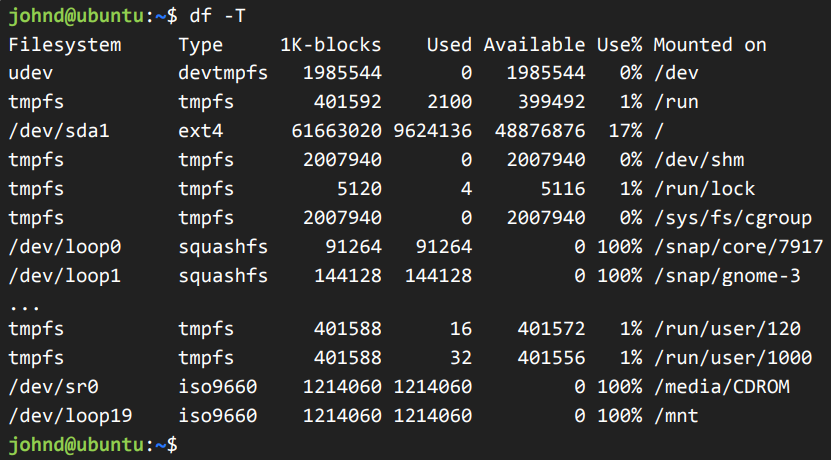 johnd@ubuntu:~$ df -T
Filesystem     Type     1K-blocks    Used Available Use% Mounted on
udev           devtmpfs   1985544       0   1985544   0% /dev
tmpfs          tmpfs       401592    2100    399492   1% /run
/dev/sda1      ext4      61663020 9624136  48876876  17% /
tmpfs          tmpfs      2007940       0   2007940   0% /dev/shm
tmpfs          tmpfs         5120       4      5116   1% /run/lock
tmpfs          tmpfs      2007940       0   2007940   0% /sys/fs/cgroup
/dev/loop0     squashfs     91264   91264         0 100% /snap/core/7917
/dev/loop1     squashfs    144128  144128         0 100% /snap/gnome-3
...
tmpfs          tmpfs       401588      16    401572   1% /run/user/120
tmpfs          tmpfs       401588      32    401556   1% /run/user/1000
/dev/sr0       iso9660    1214060 1214060         0 100% /media/CDROM
/dev/loop19    iso9660    1214060 1214060         0 100% /mnt
johnd@ubuntu:~$